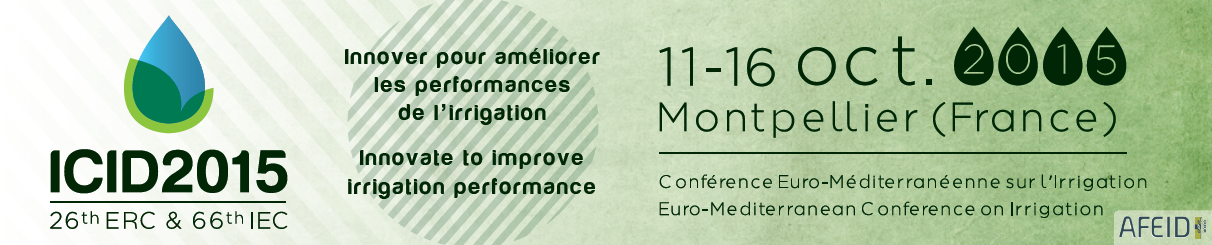 ICID2015
26th ERC & 66th IEC
Innover pour améliorer
les performances
de l'irrigation
Innovate to improve
irrigation performance
11-16 oct. 2015
Montpellier (France)
Conférence Euro-Méditerranéenne sur l'Irrigation
Euro-Mediterranean Conference on Irrigation
AFEID